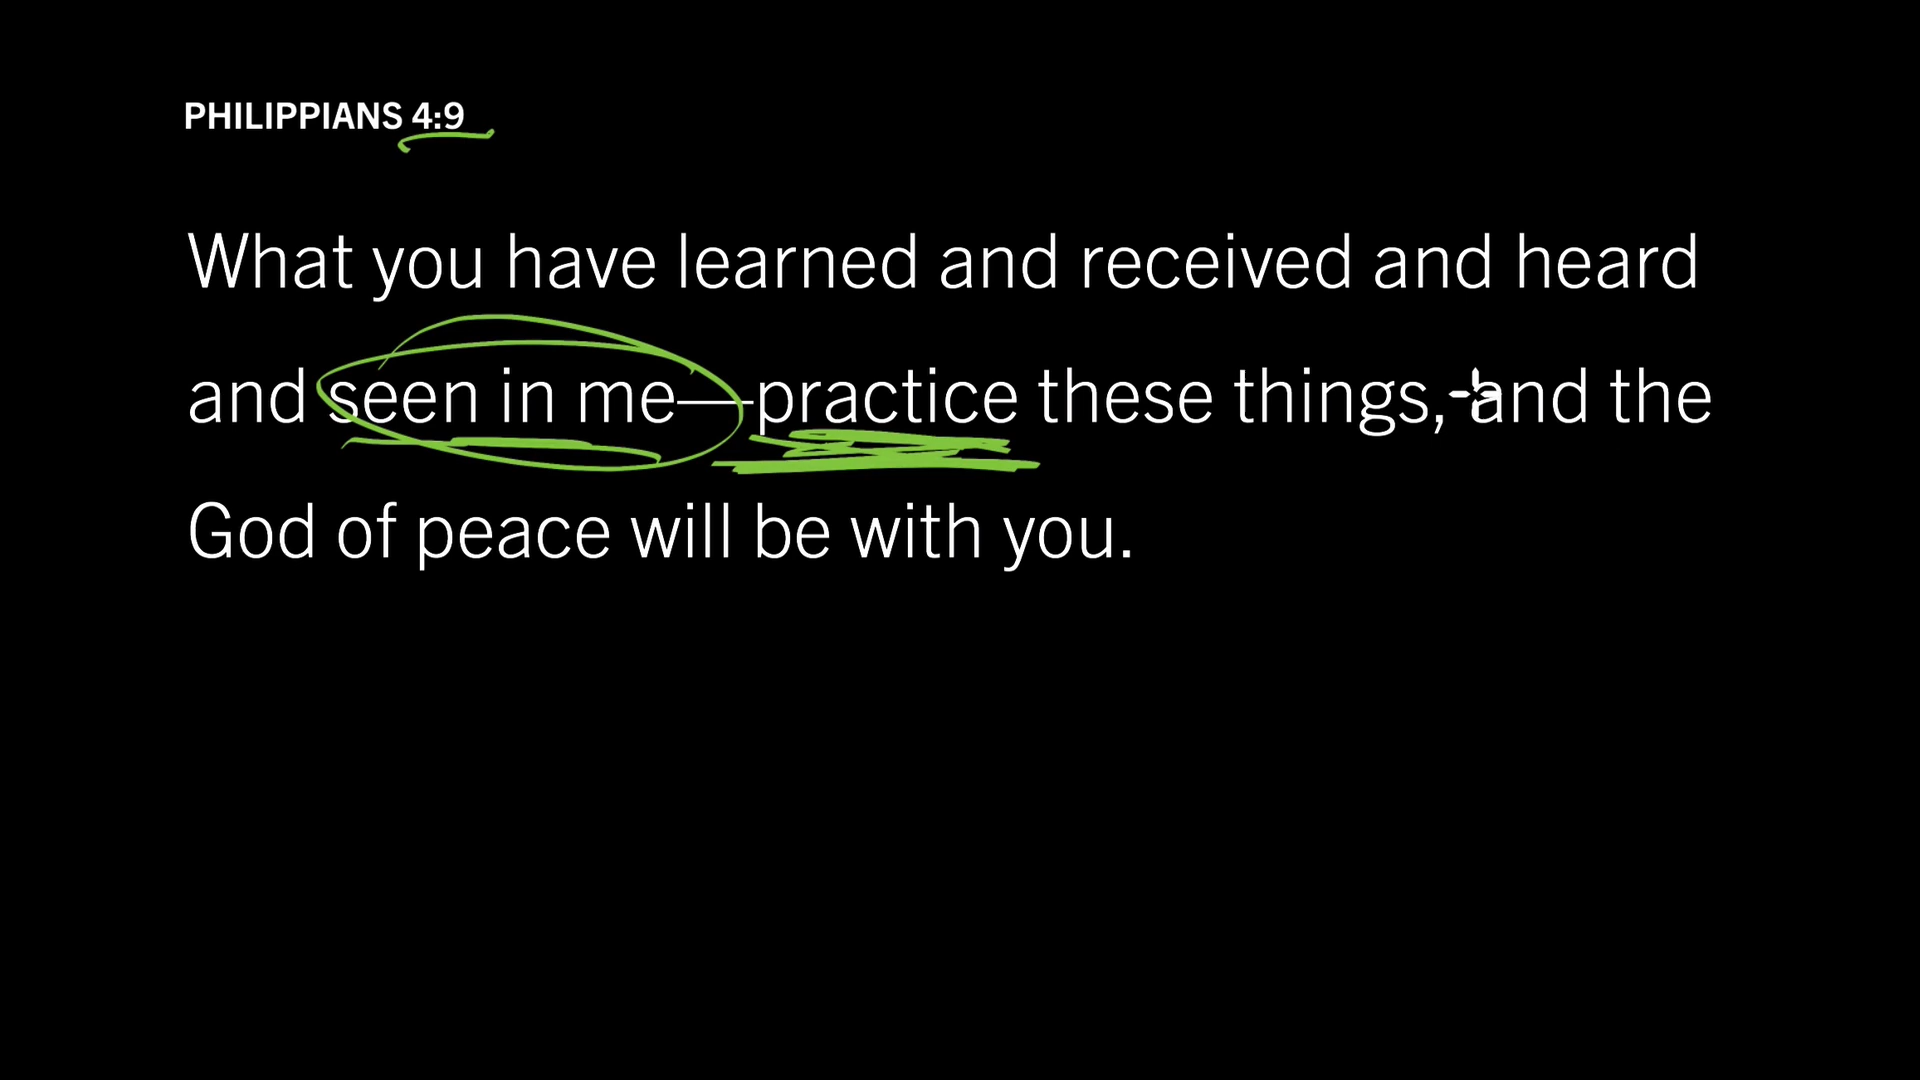 PHILIPPIANS 4:9
What you have learned and received and heard
and seen in me—practice these things, and the
God of peace will be with you.